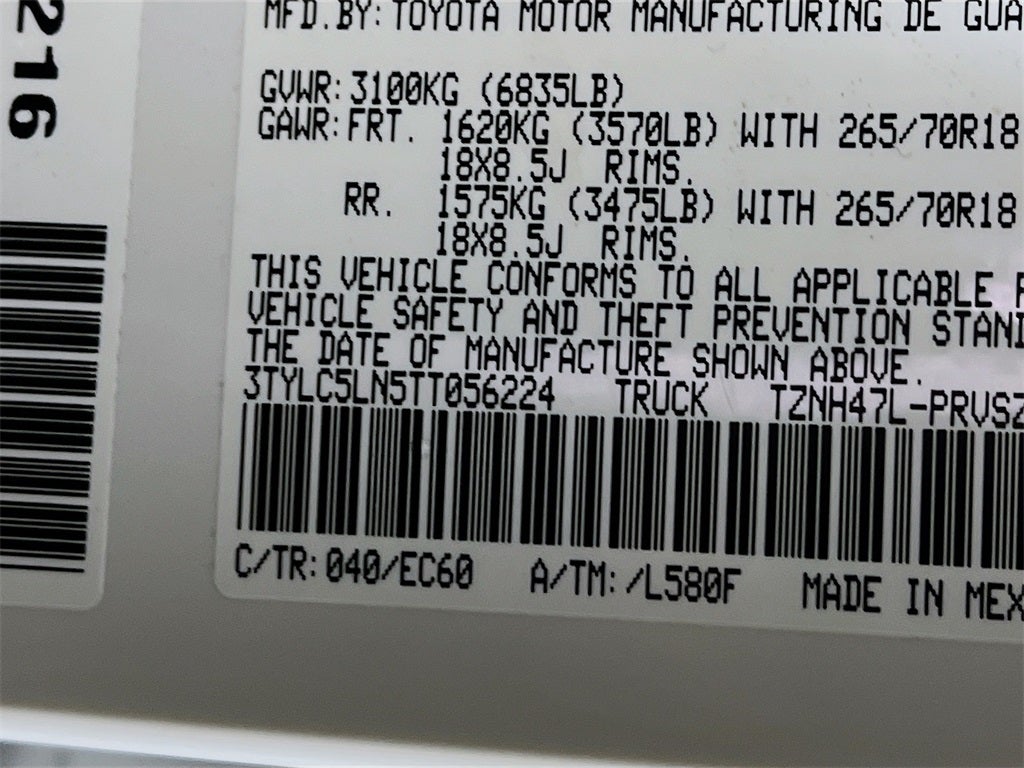 216
MFD.BY:TOYOTA MOTOR MANUFACTURING DE GUA
GVWR:3100KG (6835LB)
GAWR:FRT. 1620KG (3570LB) WITH 265/70R18
18X8.5J RIMS.
RR. 1575KG (3475LB) WITH 265/70R18
18X8.5J RIMS.
THIS VEHICLE CONFORMS TO ALL APPLICABLE F
VEHICLE SAFETY AND THEFT PREVENTION STAND
THE DATE OF MANUFACTURE SHOWN ABOVE.
3TYLC5LN5TT056224 TRUCK TZNH47L-PRVSZ
C/TR:040/EC60 A/TM:/L580F MADE IN MEX